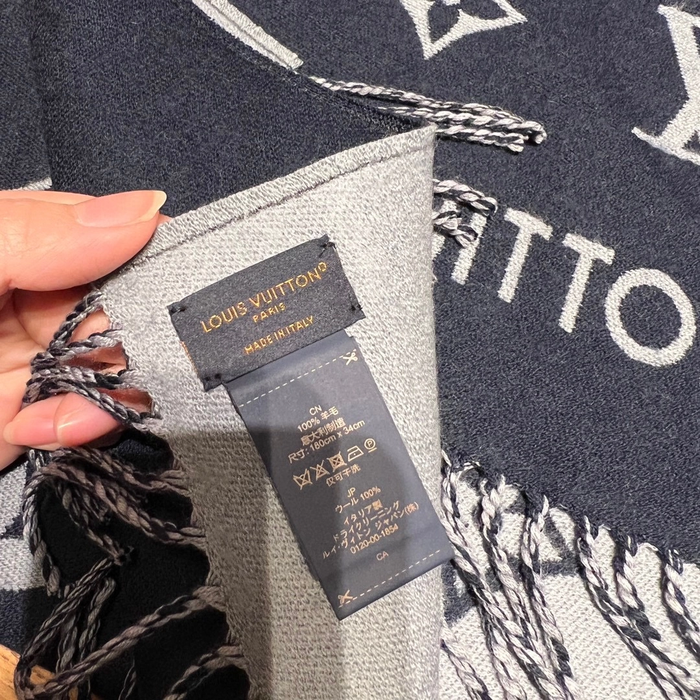 LV
ITTO
LOUIS VUITTON®
PARIS
MADE IN ITALY
CN
100% 羊毛
意大利制造
尺寸: 180cm x 34cm
仅可干洗
JP
ウール 100%
イタリア製
ドライクリーニング
ルイ・ヴィトン ジャパン(株)
0120-00-1854
CA